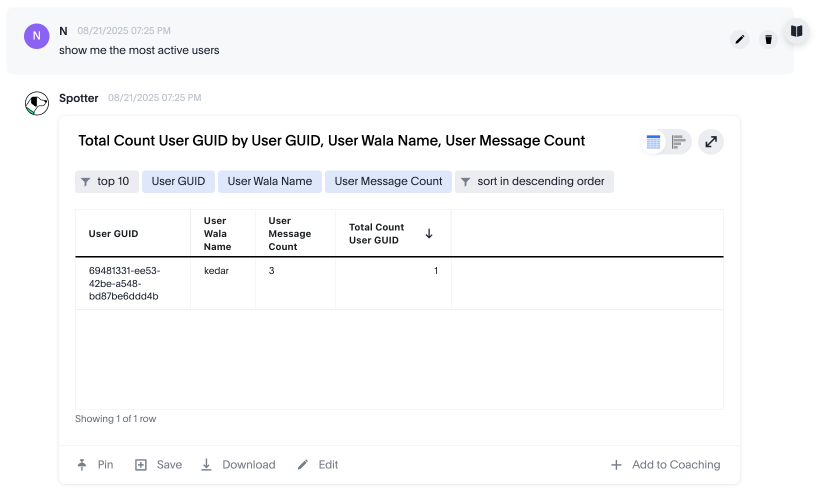 N
N 08/21/2025 07:25 PM
show me the most active users
Spotter 08/21/2025 07:25 PM
Total Count User GUID by User GUID, User Wala Name, User Message Count
top 10 User GUID User Wala Name User Message Count sort in descending order
User GUID
User
Wala
Name
User
Message
Count
Total Count
User GUID
69481331-ee53-
42be-a548-
bd87be6ddd4b
kedar
3
1
Showing 1 of 1 row
Pin Save Download Edit Add to Coaching